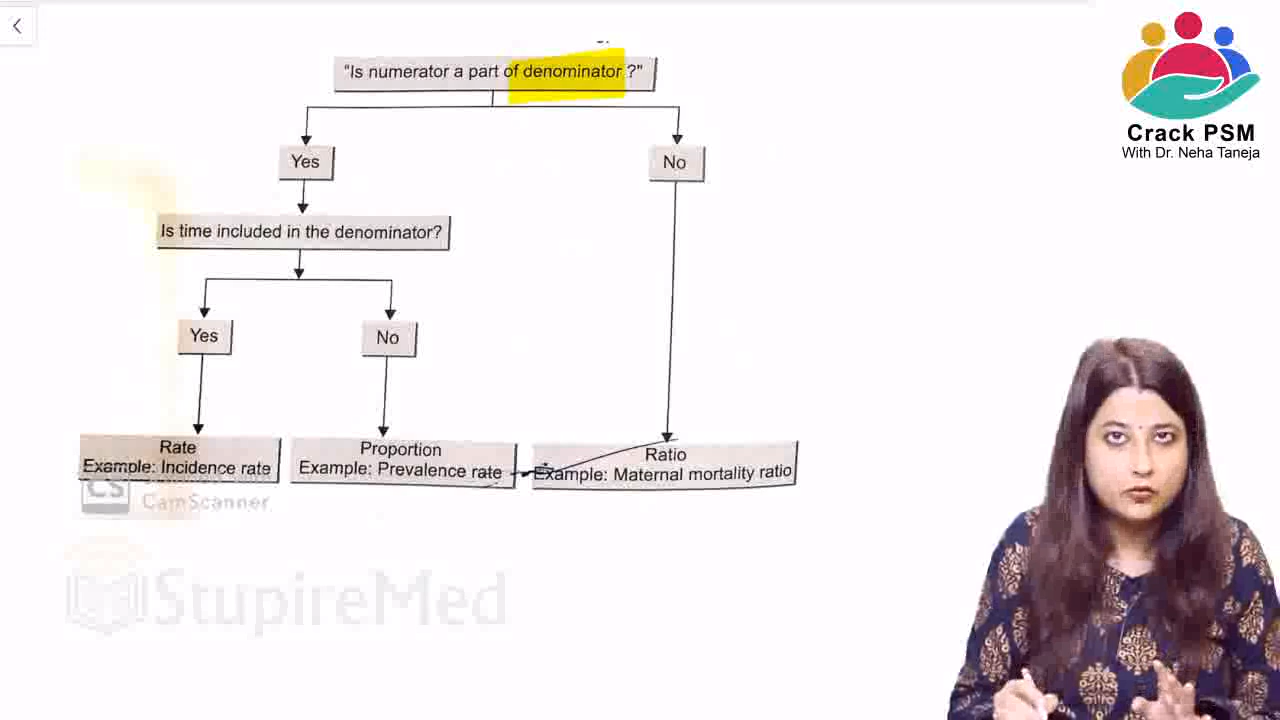 "Is numerator a part of denominator ?"
Yes
No
Is time included in the denominator?
Yes
No
Rate
Example: Incidence rate
Proportion
Example: Prevalence rate
Ratio
Example: Maternal mortality ratio
CS
CamScanner
StupireMed
Crack PSM
With Dr. Neha Taneja